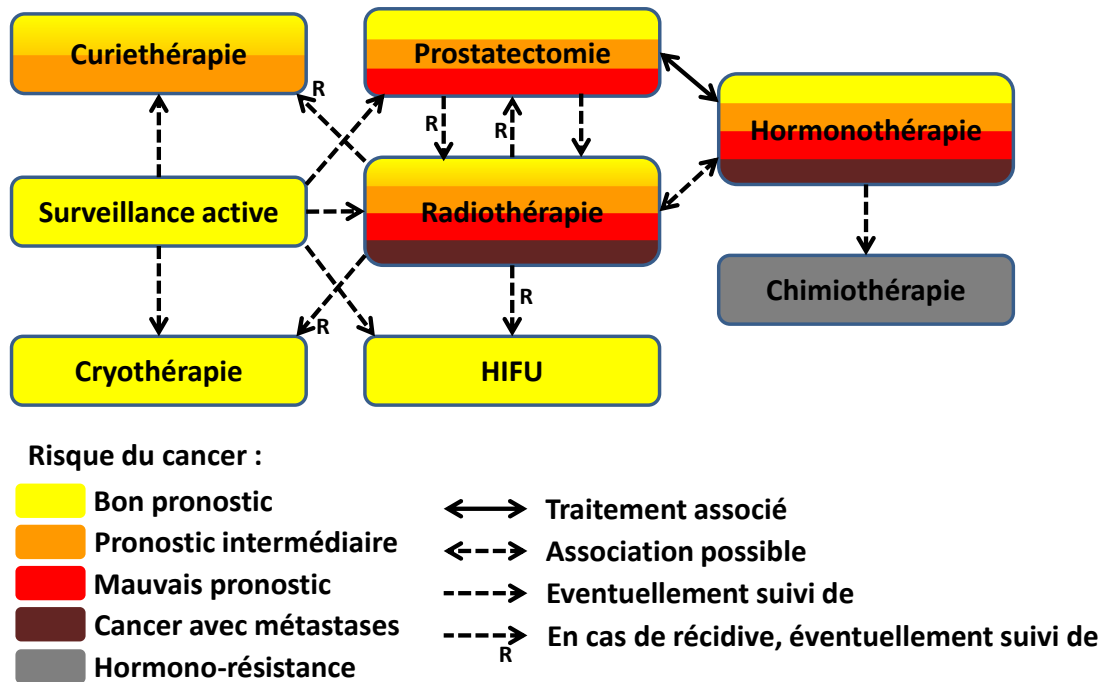 Curiethérapie
Prostatectomie
Hormonothérapie
R
R
R
Surveillance active
Radiothérapie
Chimiothérapie
R
R
Cryothérapie
HIFU
Risque du cancer :
Bon pronostic
Pronostic intermédiaire
Mauvais pronostic
Cancer avec métastases
Hormono-résistance
Traitement associé
Association possible
Eventuellement suivi de
En cas de récidive, éventuellement suivi de
R